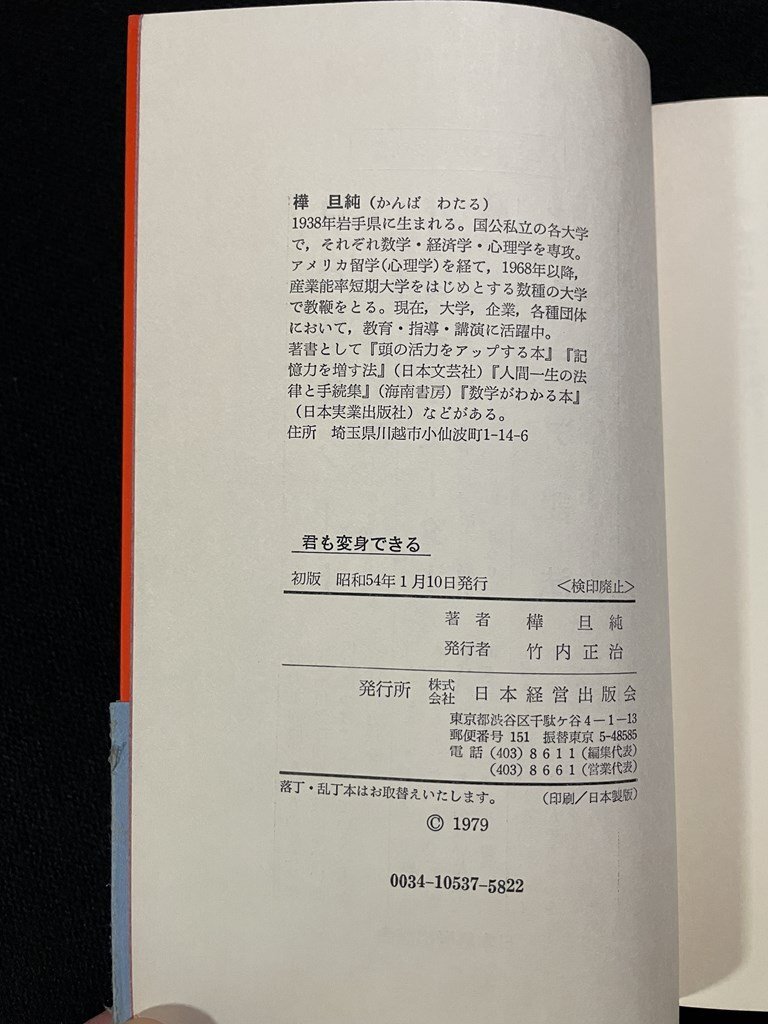 樺　旦純（かんば　わたる）
1938年岩手県に生まれる。国公私立の各大学
で，それぞれ数学・経済学・心理学を専攻。
アメリカ留学(心理学)を経て，1968年以降，
産業能率短期大学をはじめとする数種の大学
で教鞭をとる。現在，大学，企業，各種団体
において，教育・指導・講演に活躍中。
著書として『頭の活力をアップする本』『記
憶力を増す法』（日本文芸社）『人間一生の法
律と手続集』（海南書房）『数学がわかる本』
（日本実業出版社）などがある。
住所　埼玉県川越市小仙波町1-14-6
君も変身できる
初版　昭和54年1月10日発行　＜検印廃止＞
著者　樺　旦純
発行者　竹内正治
発行所　株式会社　日本経営出版会
東京都渋谷区千駄ケ谷4-1-13
郵便番号 151　振替東京 5-48585
電話 (403) 8611（編集代表）
(403) 8661（営業代表）
落丁・乱丁本はお取替えいたします。　（印刷／日本製版）
© 1979
0034-10537-5822